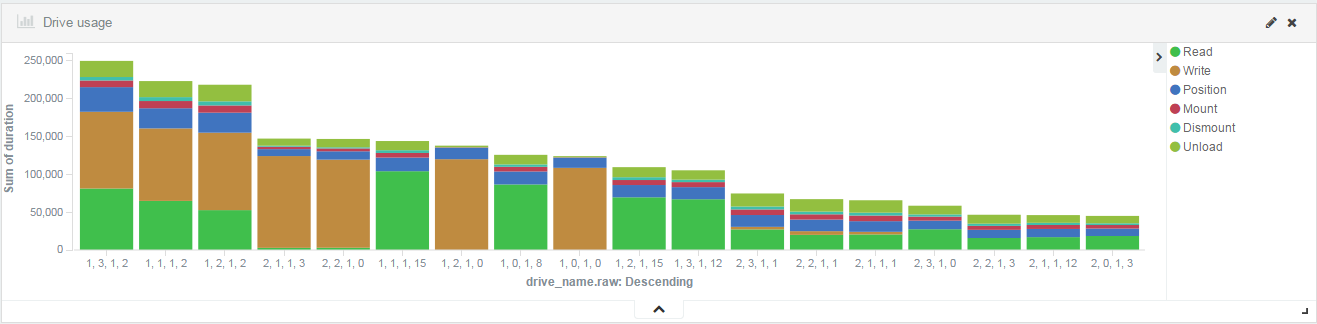 Drive usage
250,000
200,000
150,000
100,000
50,000
0
Sum of duration
1, 3, 1, 2
1, 1, 1, 2
1, 2, 1, 2
2, 1, 1, 3
2, 2, 1, 0
1, 1, 1, 15
1, 2, 1, 0
1, 0, 1, 8
1, 0, 1, 0
1, 2, 1, 15
1, 3, 1, 12
2, 3, 1, 1
2, 2, 1, 1
2, 1, 1, 1
2, 3, 1, 0
2, 2, 1, 3
2, 1, 1, 12
2, 0, 1, 3
drive_name.raw: Descending
Read
Write
Position
Mount
Dismount
Unload